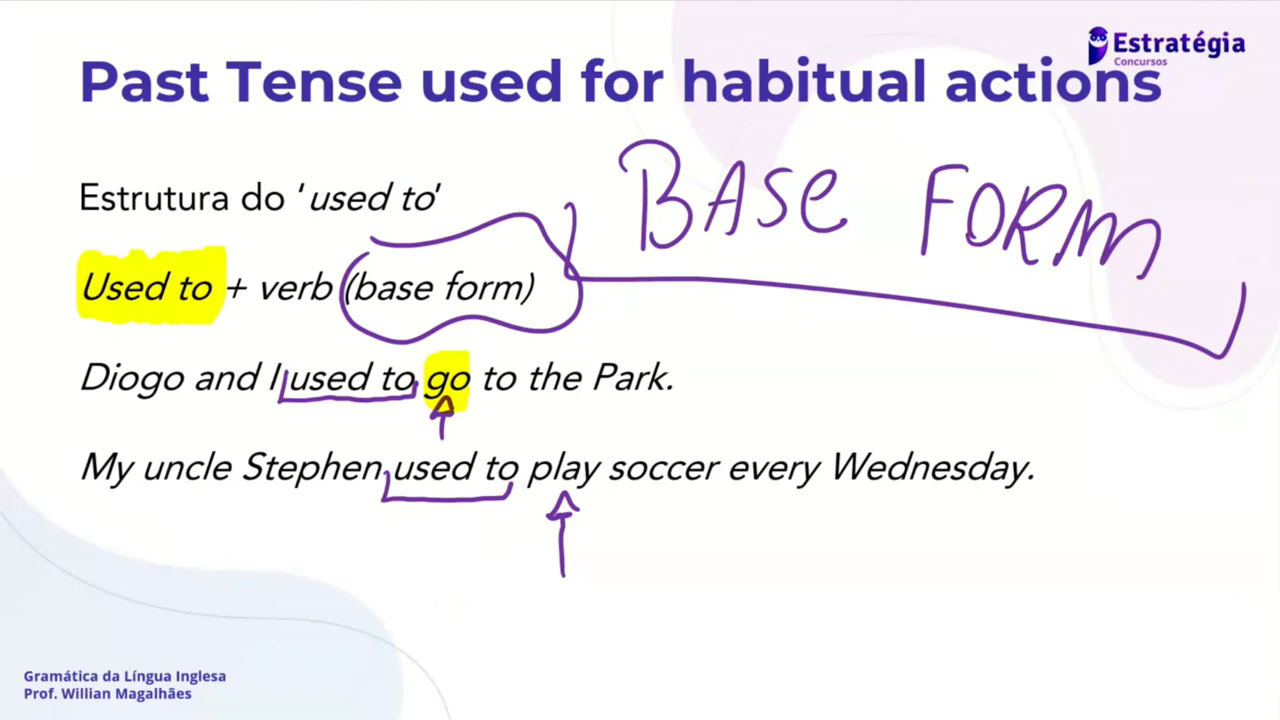 Estratégia
Concursos
Past Tense used for habitual actions
Estrutura do 'used to'
BASE FORM
Used to + verb (base form)
Diogo and I used to go to the Park.
My uncle Stephen used to play soccer every Wednesday.
Gramática da Língua Inglesa
Prof. Willian Magalhães